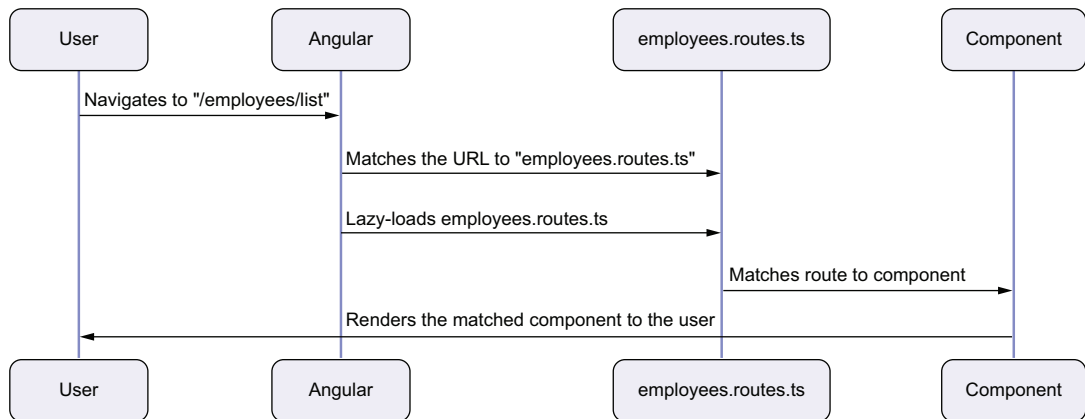 User Angular employees.routes.ts Component
Navigates to "/employees/list"
Matches the URL to "employees.routes.ts"
Lazy-loads employees.routes.ts
Matches route to component
Renders the matched component to the user
User Angular employees.routes.ts Component